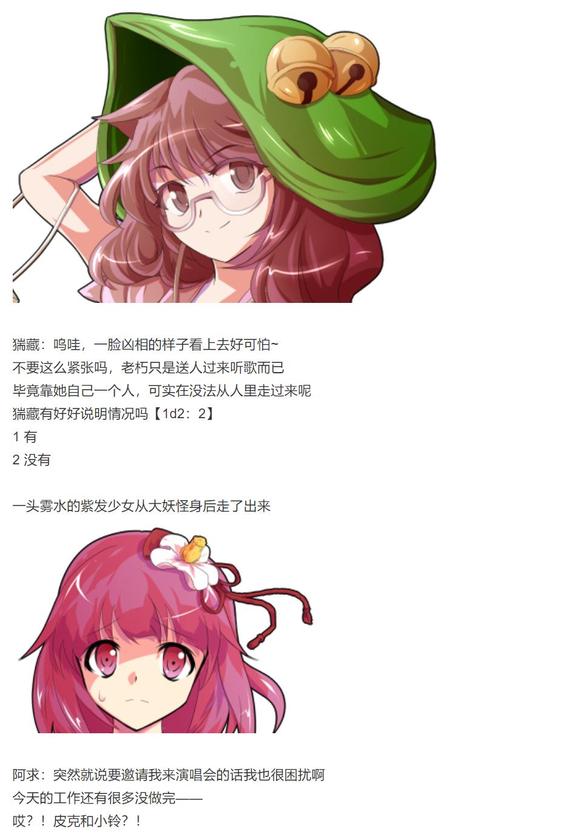 猯藏：呜哇，一脸凶相的样子看上去好可怕~
不要这么紧张吗，老朽只是送人过来听歌而已
毕竟靠她自己一个人，可实在没法从人里走过来呢
猯藏有好好说明情况吗【1d2：2】
1 有
2 没有
一头雾水的紫发少女从大妖怪身后走了出来
阿求：突然就说要邀请我来演唱会的话我也很困扰啊
今天的工作还有很多没做完——
哎？！皮克和小铃？！